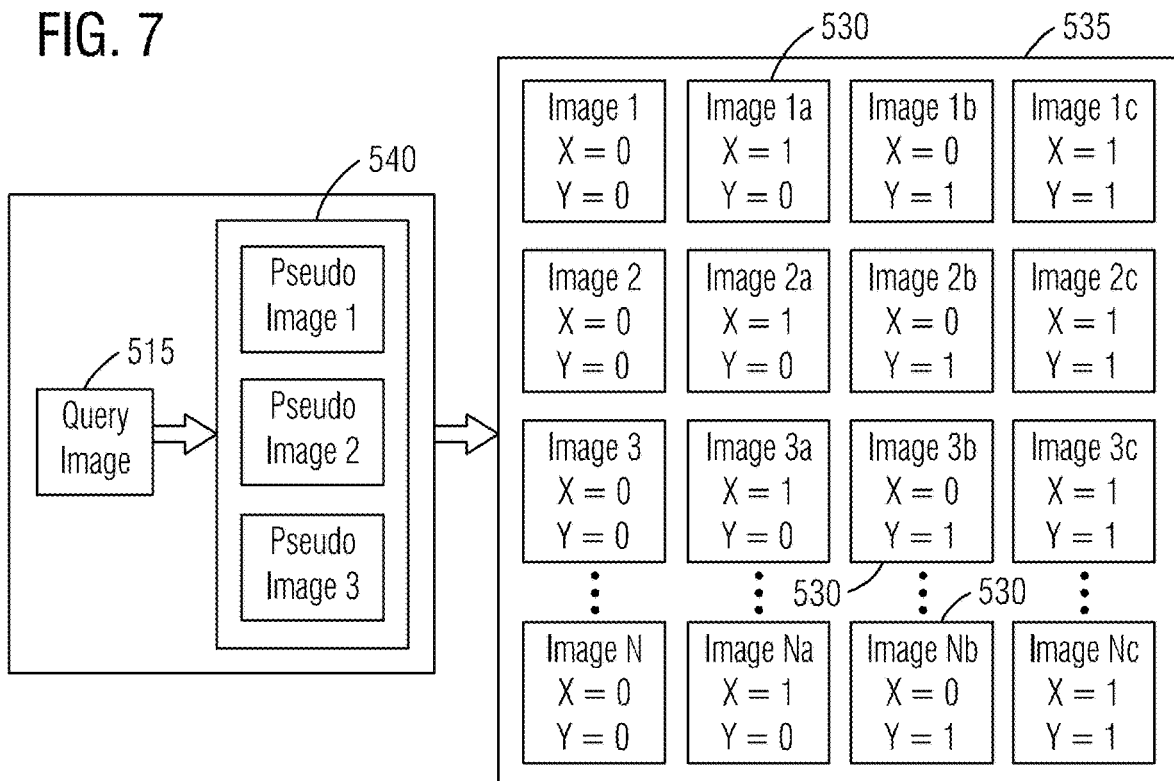 FIG. 7
530
535
Image 1
X = 0
Y = 0
Image 1a
X = 1
Y = 0
Image 1b
X = 0
Y = 1
Image 1c
X = 1
Y = 1
540
Pseudo
Image 1
515
Query
Image
Pseudo
Image 2
Pseudo
Image 3
Image 2
X = 0
Y = 0
Image 2a
X = 1
Y = 0
Image 2b
X = 0
Y = 1
Image 2c
X = 1
Y = 1
Image 3
X = 0
Y = 0
Image 3a
X = 1
Y = 0
Image 3b
X = 0
Y = 1
Image 3c
X = 1
Y = 1
530
530
Image N
X = 0
Y = 0
Image Na
X = 1
Y = 0
Image Nb
X = 0
Y = 1
Image Nc
X = 1
Y = 1